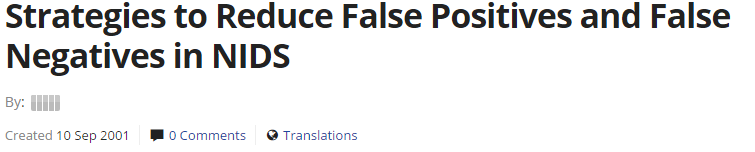 Strategies to Reduce False Positives and False
Negatives in NIDS
By:
Created 10 Sep 2001 0 Comments Translations